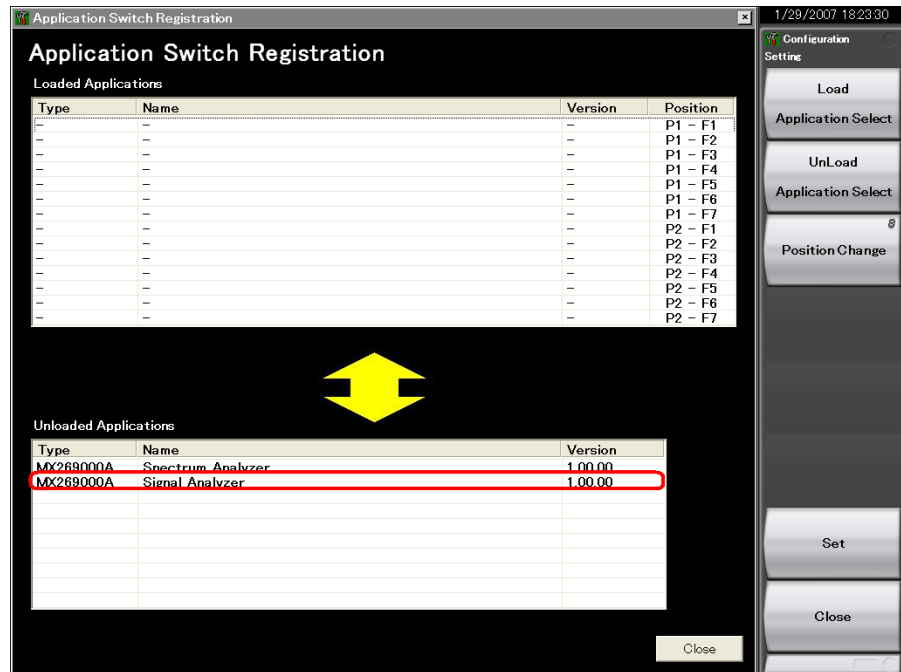 Application Switch Registration
1/29/2007 18:23:30
Application Switch Registration
Loaded Applications
Type Name Version Position
- - - P1 - F1
- - - P1 - F2
- - - P1 - F3
- - - P1 - F4
- - - P1 - F5
- - - P1 - F6
- - - P1 - F7
- - - P2 - F1
- - - P2 - F2
- - - P2 - F3
- - - P2 - F4
- - - P2 - F5
- - - P2 - F6
- - - P2 - F7
Unloaded Applications
Type Name Version
MX269000A Spectrum Analyzer 1.00.00
MX269000A Signal Analyzer 1.00.00
Close
Configuration
Setting
Load
Application Select
UnLoad
Application Select
8
Position Change
Set
Close